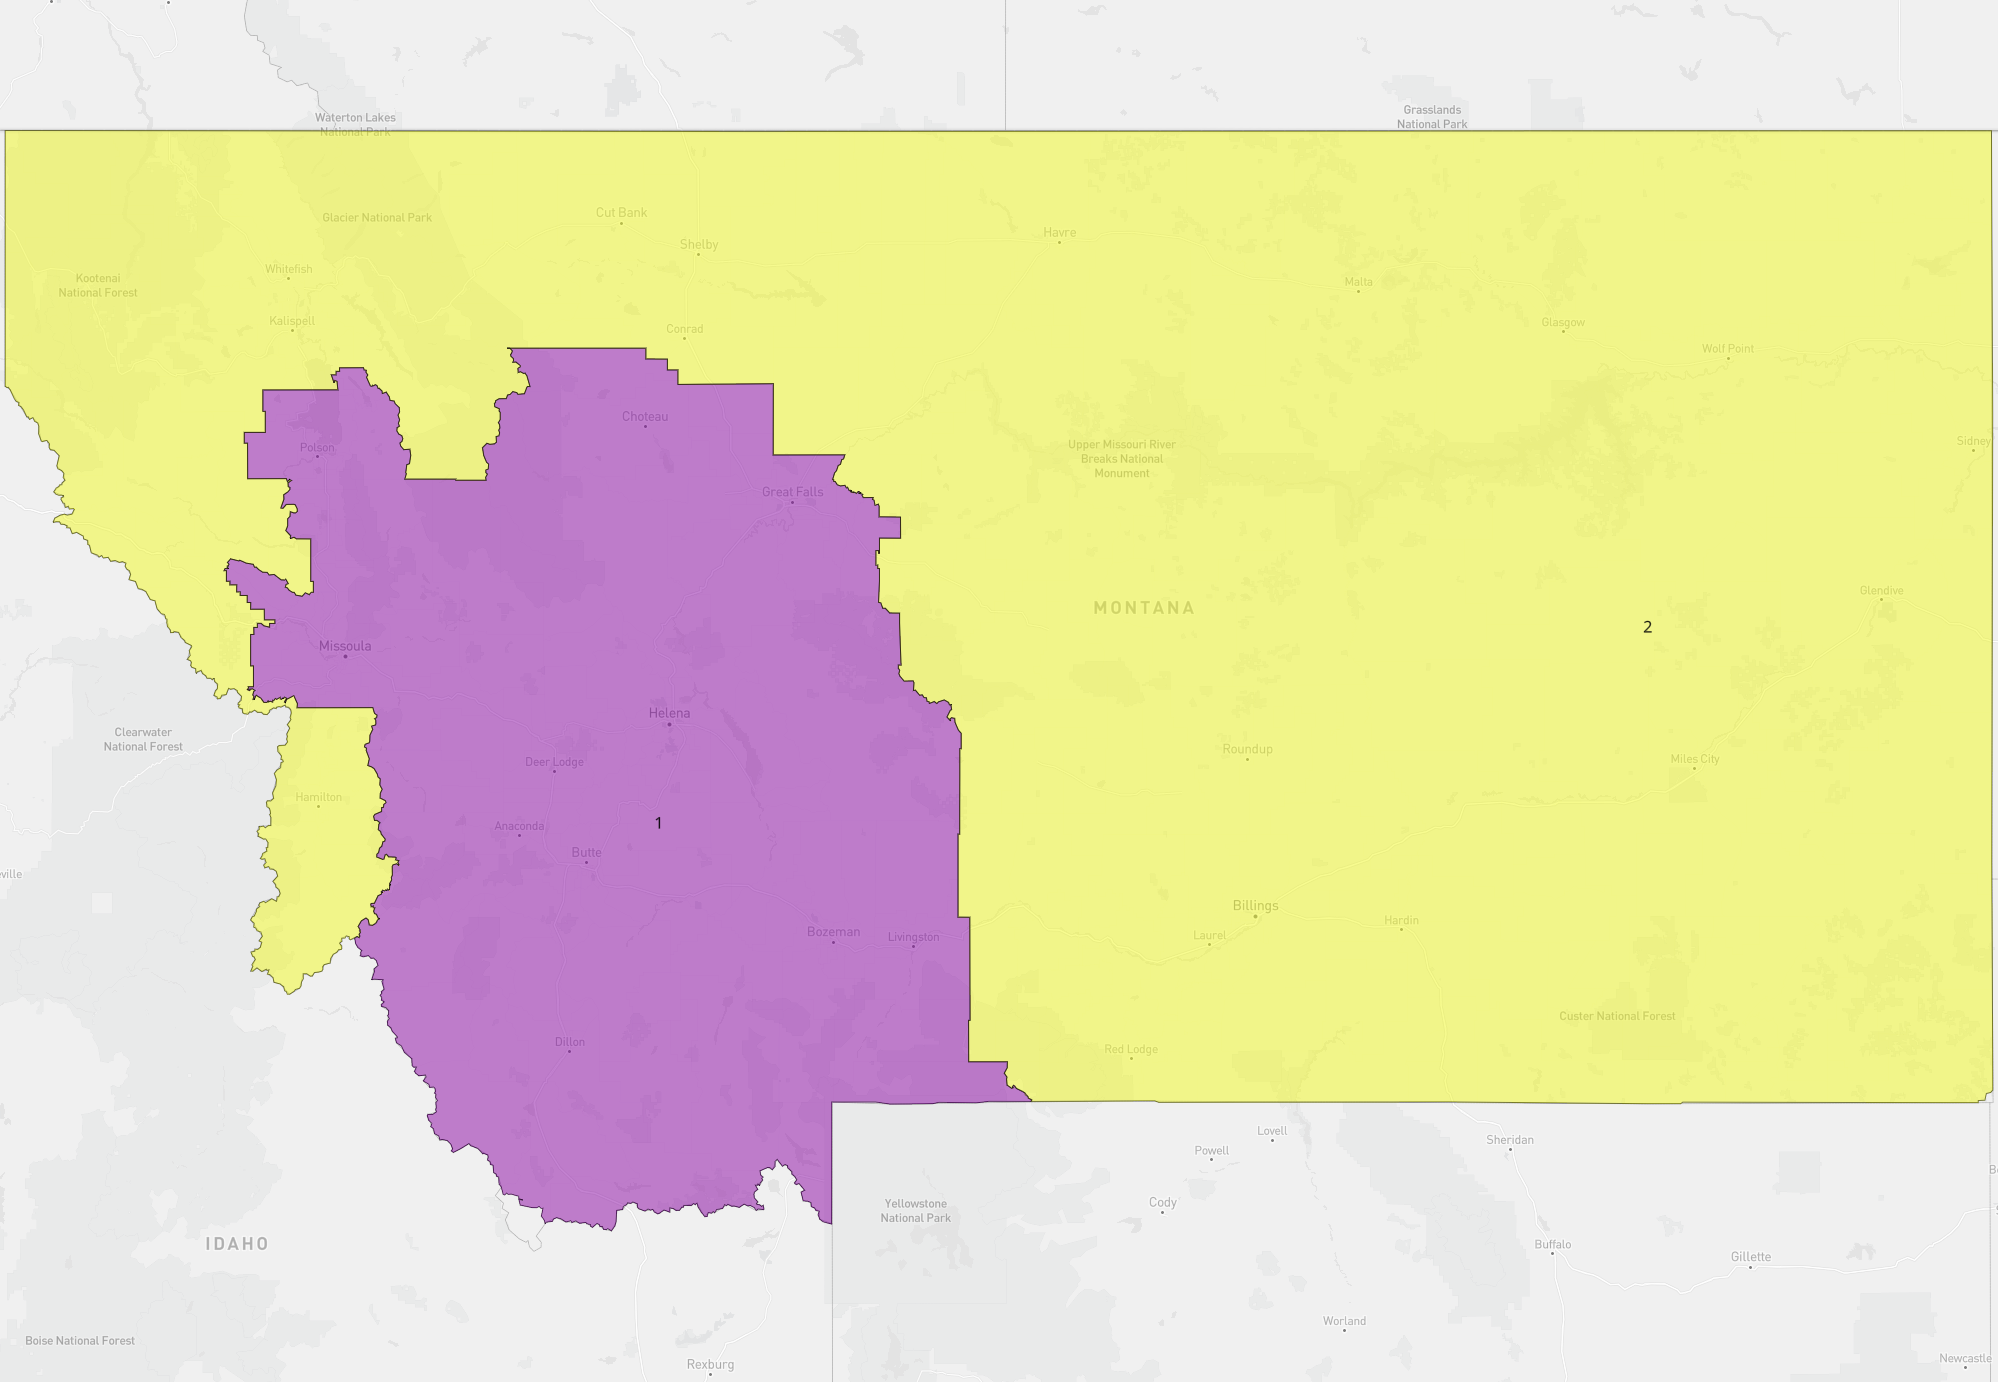 Waterton Lakes
National Park
Grasslands
National Park
Glacier National Park
Cut Bank
Shelby
Havre
Whitefish
Kootenai
National Forest
Malta
Kalispell
Conrad
Glasgow
Wolf Point
Choteau
Polson
Upper Missouri River
Breaks National
Monument
Sidney
Great Falls
MONTANA
Glendive
2
Missoula
Helena
Clearwater
National Forest
Deer Lodge
Roundup
Miles City
Hamilton
Anaconda
1
Butte
eville
Billings
Hardin
Bozeman
Livingston
Laurel
Custer National Forest
Dillon
Red Lodge
Lovell
Sheridan
Powell
Yellowstone
National Park
Cody
IDAHO
Buffalo
Gillette
Worland
Boise National Forest
Rexburg
Newcastle